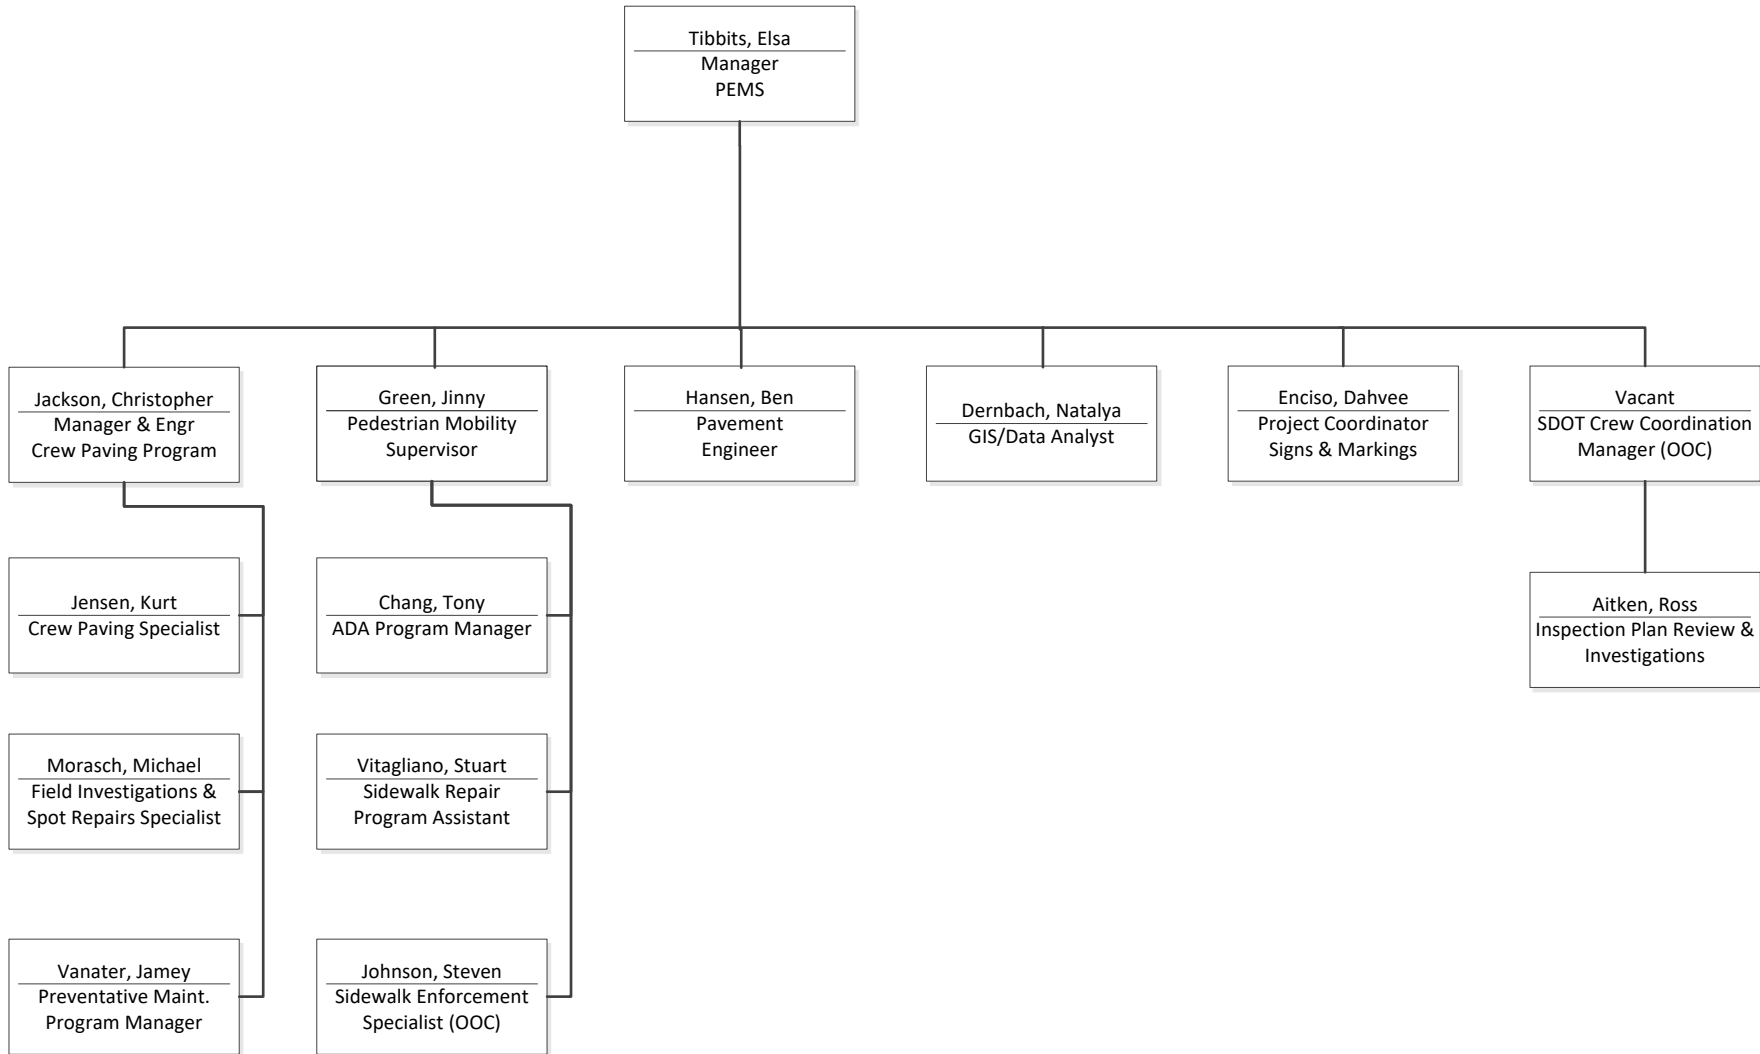 Tibbits, Elsa
Manager
PEMS
Jackson, Christopher
Manager & Engr
Crew Paving Program
Green, Jinny
Pedestrian Mobility
Supervisor
Hansen, Ben
Pavement
Engineer
Dernbach, Natalya
GIS/Data Analyst
Enciso, Dahvee
Project Coordinator
Signs & Markings
Vacant
SDOT Crew Coordination
Manager (OOC)
Jensen, Kurt
Crew Paving Specialist
Chang, Tony
ADA Program Manager
Aitken, Ross
Inspection Plan Review &
Investigations
Morasch, Michael
Field Investigations &
Spot Repairs Specialist
Vitagliano, Stuart
Sidewalk Repair
Program Assistant
Vanater, Jamey
Preventative Maint.
Program Manager
Johnson, Steven
Sidewalk Enforcement
Specialist (OOC)